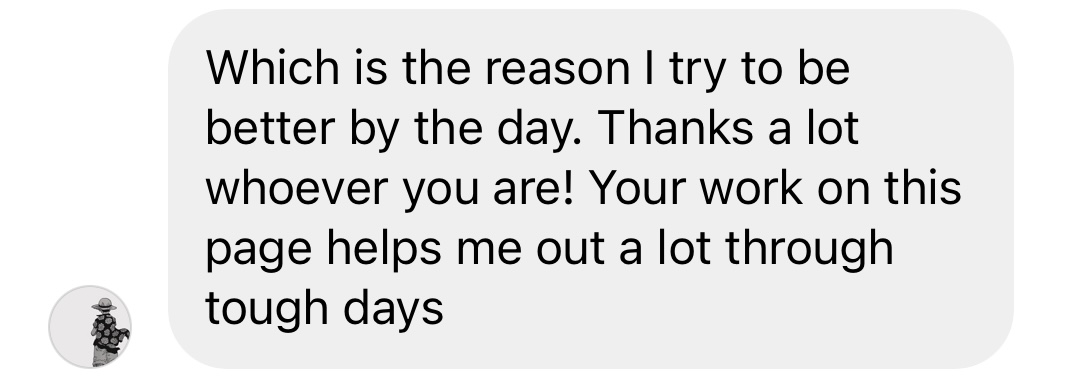 Which is the reason I try to be
better by the day. Thanks a lot
whoever you are! Your work on this
page helps me out a lot through
tough days